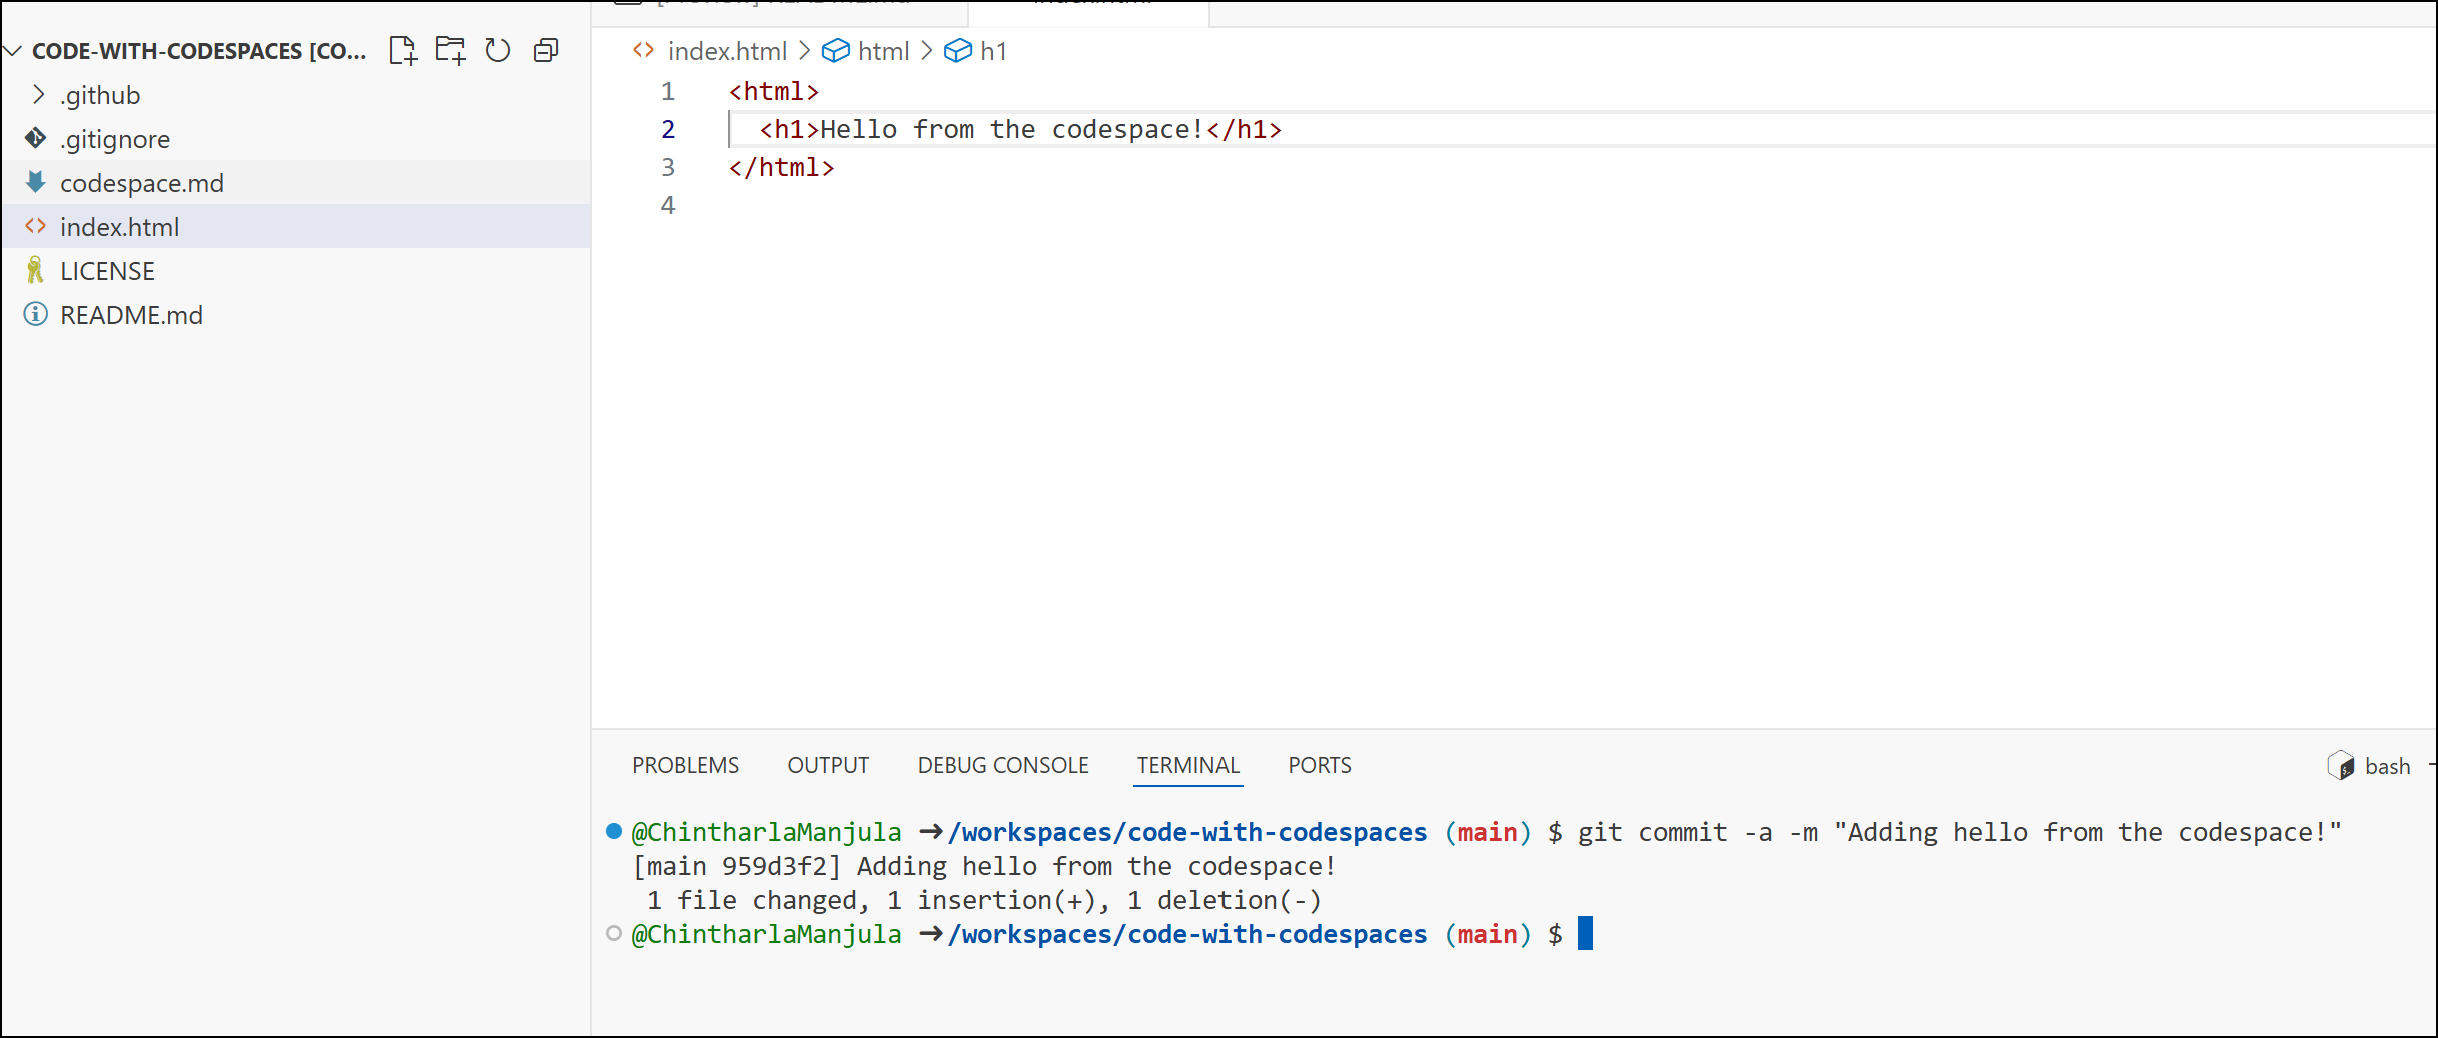 CODE-WITH-CODESPACES [CO...
.github
.gitignore
codespace.md
index.html
LICENSE
README.md
index.html > html > h1
1 <html>
2 <h1>Hello from the codespace!</h1>
3 </html>
4
PROBLEMS OUTPUT DEBUG CONSOLE TERMINAL PORTS
bash
@ChintharlaManjula ➜/workspaces/code-with-codespaces (main) $ git commit -a -m "Adding hello from the codespace!"
[main 959d3f2] Adding hello from the codespace!
1 file changed, 1 insertion(+), 1 deletion(-)
@ChintharlaManjula ➜/workspaces/code-with-codespaces (main) $